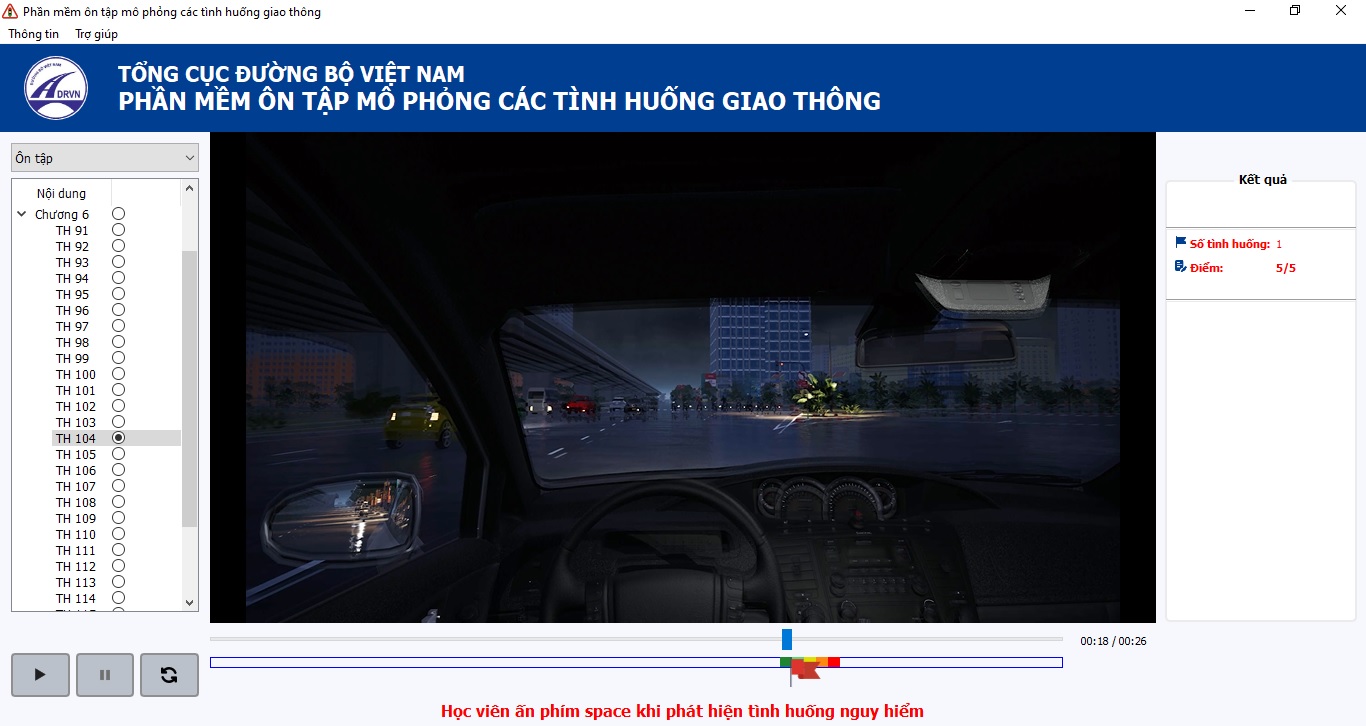 Phần mềm ôn tập mô phỏng các tình huống giao thông
Thông tin Trợ giúp
ĐƯỜNG BỘ VIỆT NAM
DRVN
TỔNG CỤC ĐƯỜNG BỘ VIỆT NAM
PHẦN MỀM ÔN TẬP MÔ PHỎNG CÁC TÌNH HUỐNG GIAO THÔNG
Ôn tập
Nội dung
Chương 6
TH 91
TH 92
TH 93
TH 94
TH 95
TH 96
TH 97
TH 98
TH 99
TH 100
TH 101
TH 102
TH 103
TH 104
TH 105
TH 106
TH 107
TH 108
TH 109
TH 110
TH 111
TH 112
TH 113
TH 114
Kết quả
Số tình huống: 1
Điểm: 5/5
00:18 / 00:26
Học viên ấn phím space khi phát hiện tình huống nguy hiểm